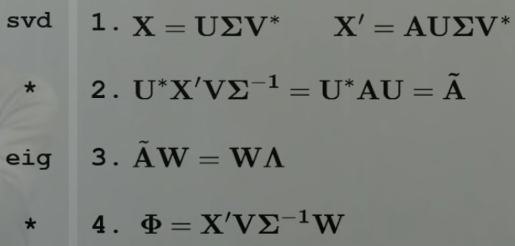 svd 1. X = UΣV* X′ = AUΣV*
* 2. U*X′VΣ⁻¹ = U*AU = Ã
eig 3. ÃW = WΛ
* 4. Φ = X′VΣ⁻¹W